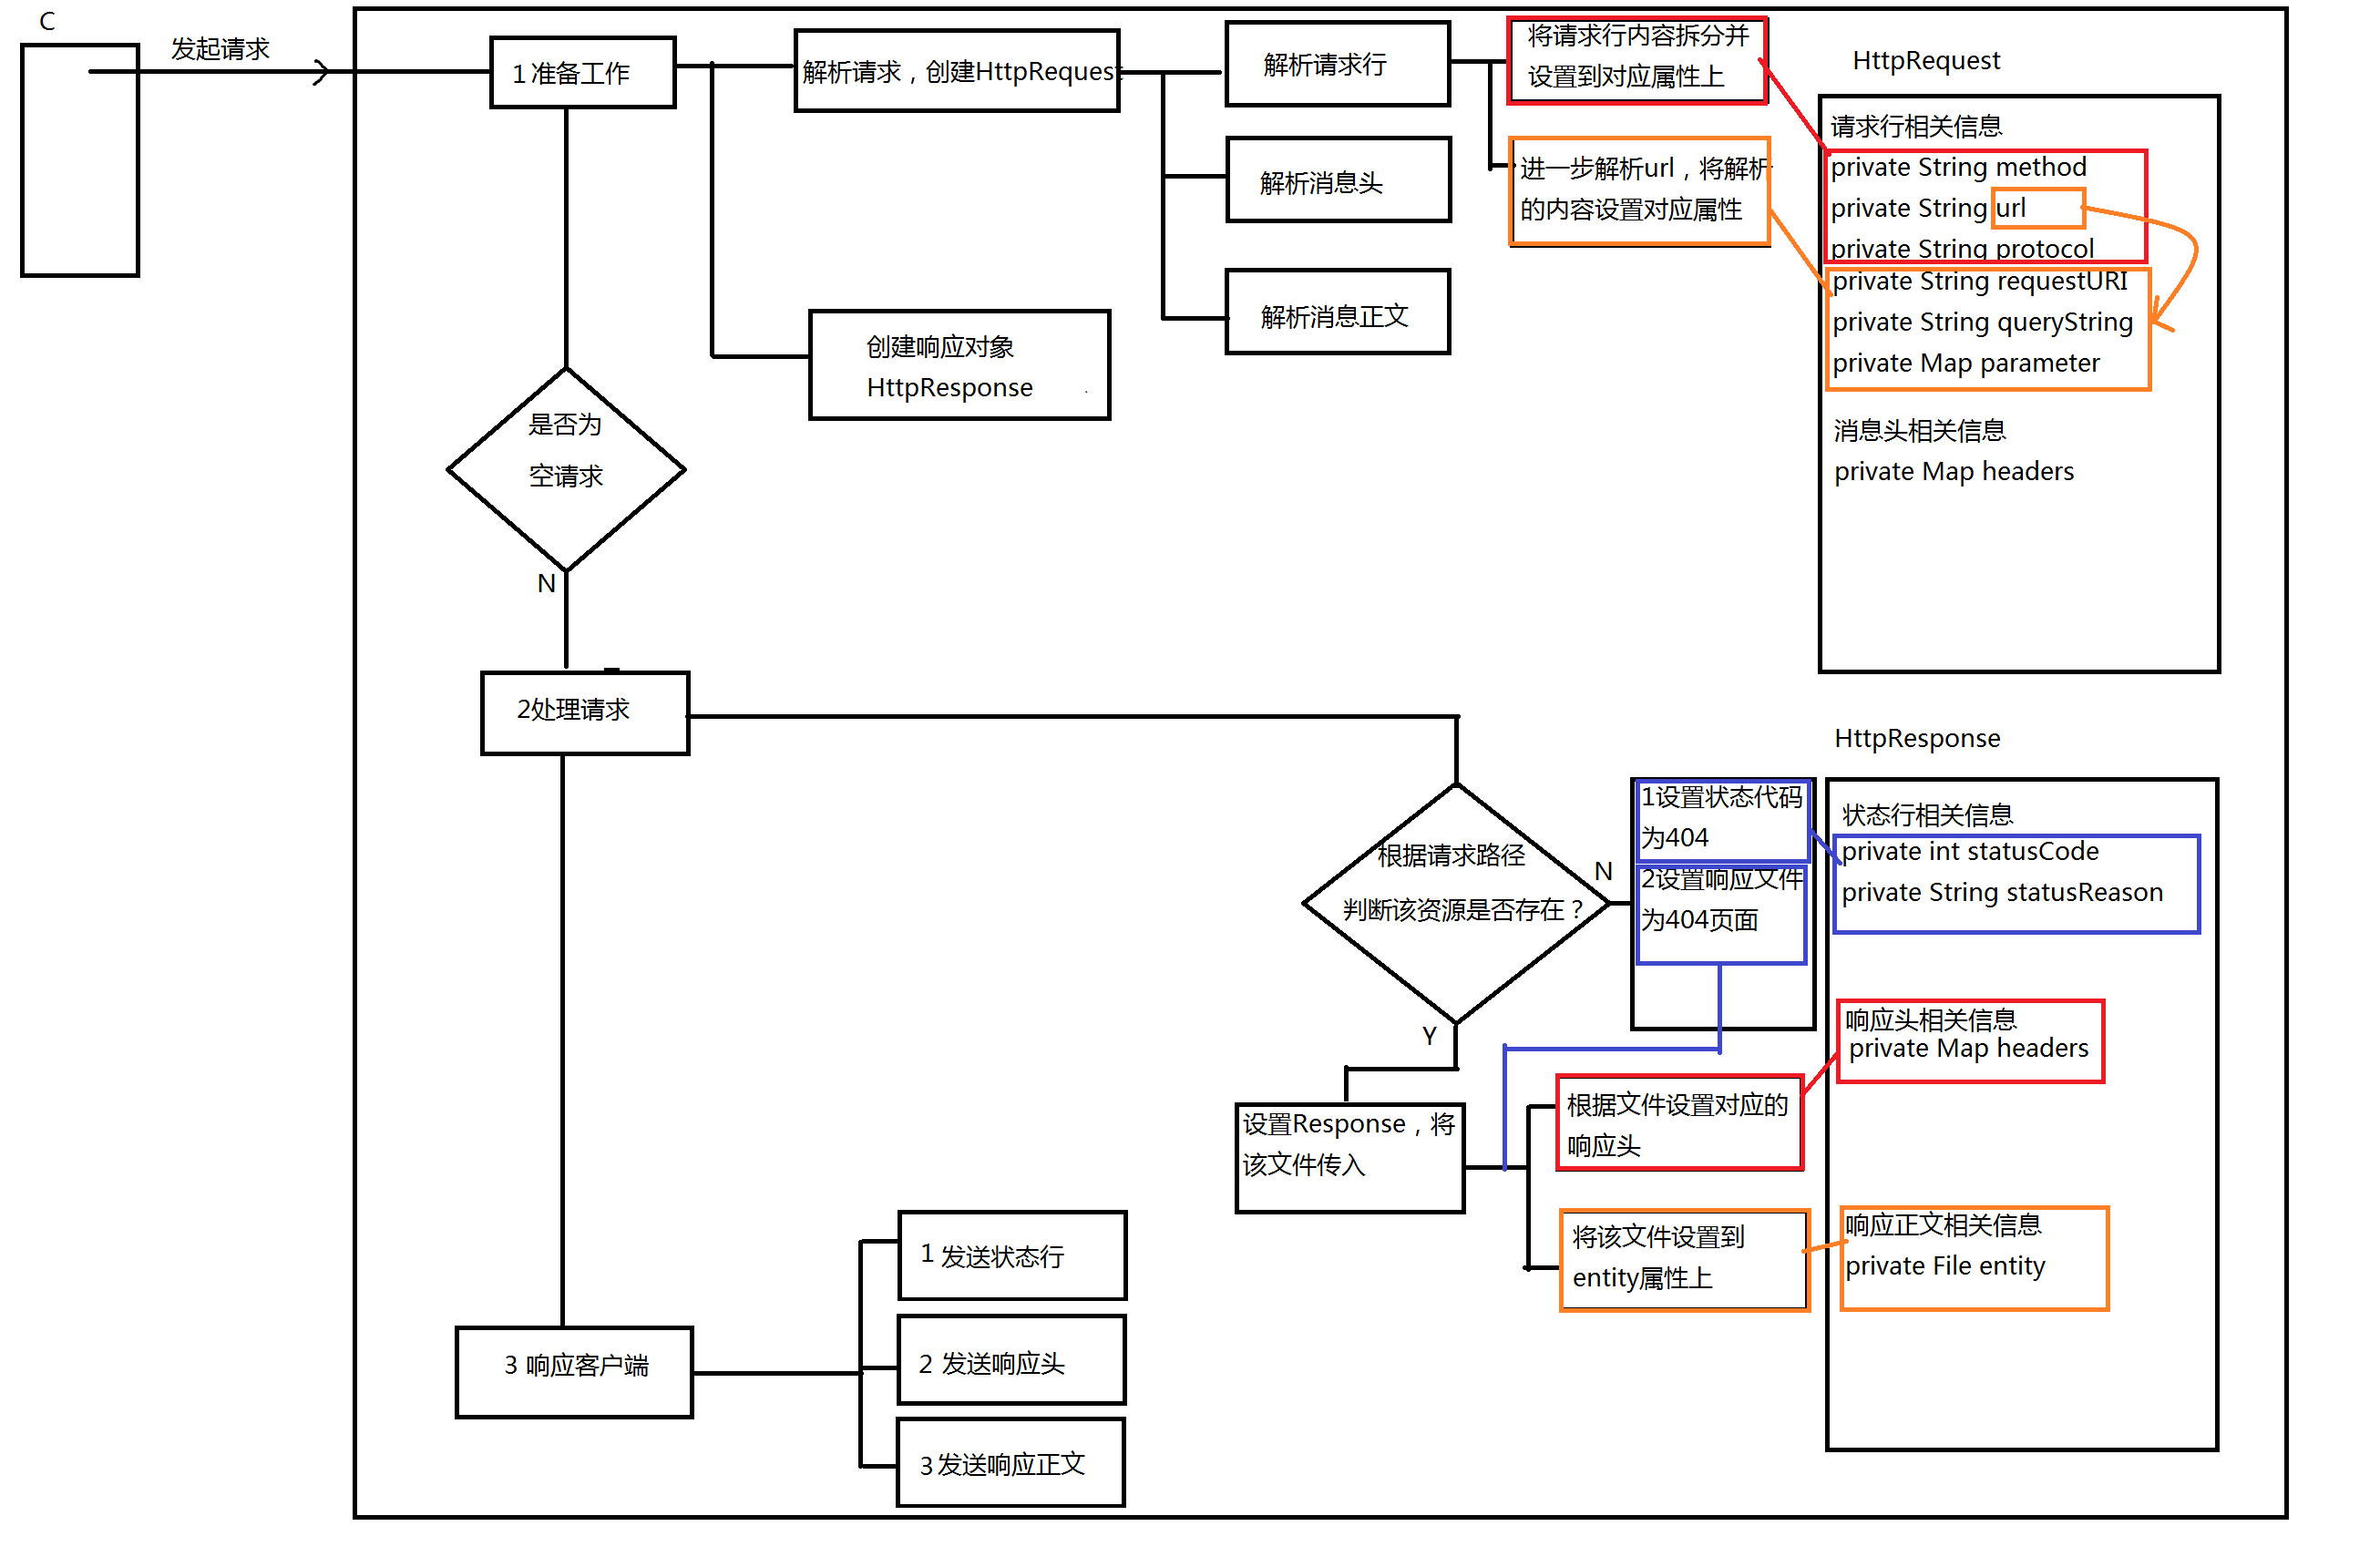 C
发起请求
1准备工作
解析请求，创建HttpRequest
解析请求行
将请求行内容拆分并
设置到对应属性上
进一步解析url，将解析
的内容设置对应属性
解析消息头
解析消息正文
创建响应对象
HttpResponse
HttpRequest
请求行相关信息
private String method
private String url
private String protocol
private String requestURI
private String queryString
private Map parameter
消息头相关信息
private Map headers
是否为
空请求
N
2处理请求
根据请求路径
判断该资源是否存在？
N
1设置状态代码
为404
2设置响应文件
为404页面
Y
设置Response，将
该文件传入
根据文件设置对应的
响应头
将该文件设置到
entity属性上
HttpResponse
状态行相关信息
private int statusCode
private String statusReason
响应头相关信息
private Map headers
响应正文相关信息
private File entity
3 响应客户端
1 发送状态行
2 发送响应头
3发送响应正文